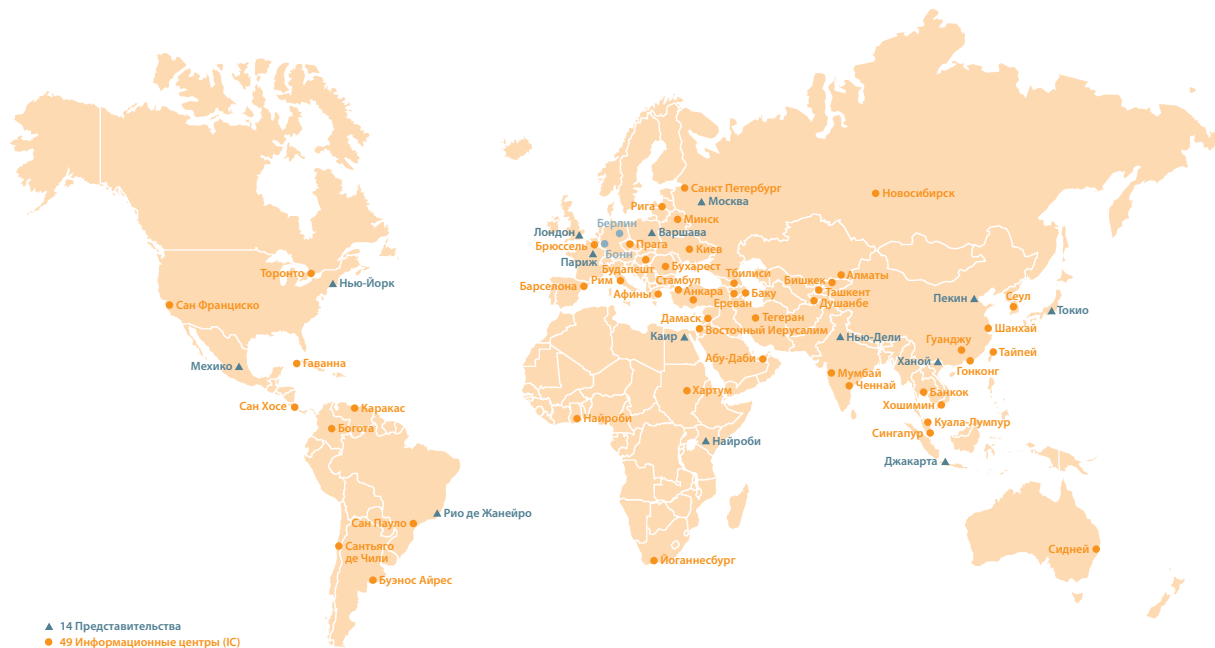 Санкт Петербург
Новосибирск
Москва
Рига
Минск
Берлин
Лондон
Варшава
Брюссель
Прага
Киев
Бонн
Париж
Будапешт
Бухарест
Тбилиси
Бишкек
Алматы
Торонто
Нью-Йорк
Барселона
Рим
Стамбул
Анкара
Афины
Ереван
Баку
Ташкент
Душанбе
Пекин
Сеул
Токио
Сан Франциско
Дамаск
Тегеран
Восточный Иерусалим
Каир
Нью-Дели
Шанхай
Гуанджу
Тайпей
Гаванна
Мехико
Абу-Даби
Ханой
Гонконг
Мумбай
Ченнай
Хартум
Банкок
Сан Хосе
Каракас
Хошимин
Найроби
Богота
Куала-Лумпур
Сингапур
Найроби
Джакарта
Рио де Жанейро
Сан Пауло
Сантьяго
де Чили
Сидней
Йоганнесбург
Буэнос Айрес
14 Представительства
49 Информационные центры (IC)